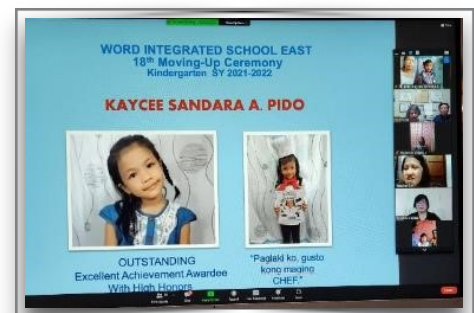 WORD INTEGRATED SCHOOL EAST
18th Moving-Up Ceremony
Kindergarten SY 2021-2022
KAYCEE SANDARA A. PIDO
OUTSTANDING
Excellent Achievement Awardee
With High Honors
"Paglaki ko, gusto
kong maging
CHEF."